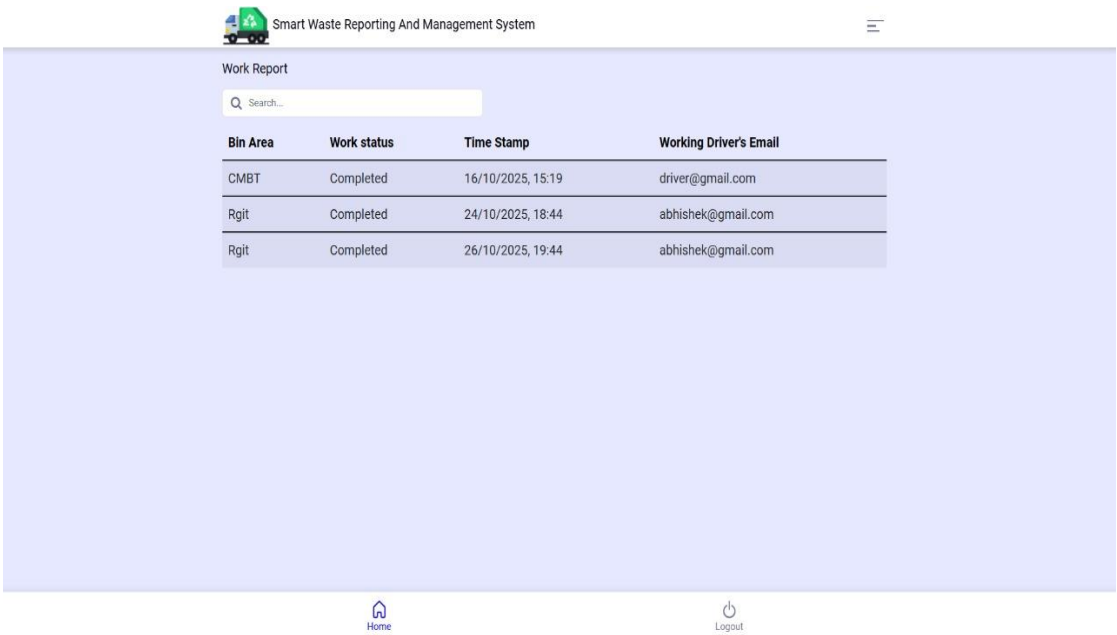 Smart Waste Reporting And Management System
Work Report
Search...
Bin Area Work status Time Stamp Working Driver's Email
CMBT Completed 16/10/2025, 15:19 driver@gmail.com
Rgit Completed 24/10/2025, 18:44 abhishek@gmail.com
Rgit Completed 26/10/2025, 19:44 abhishek@gmail.com
Home Logout